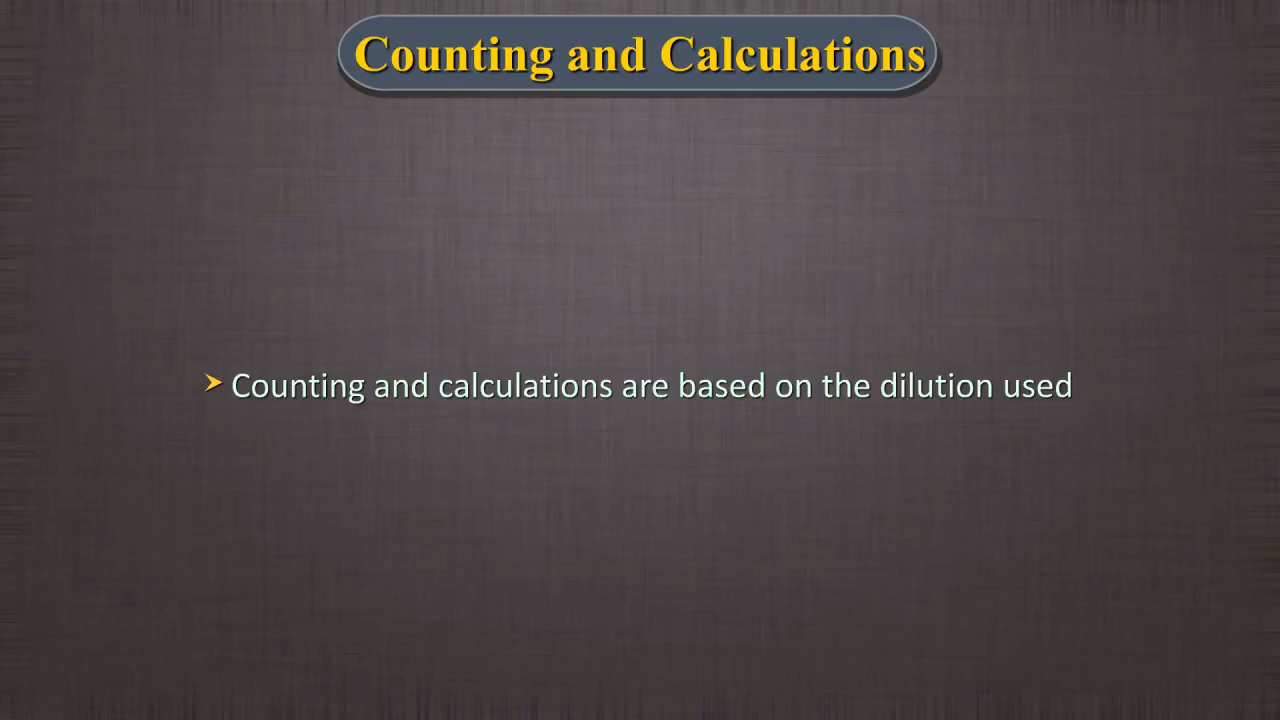 Counting and Calculations
Counting and calculations are based on the dilution used